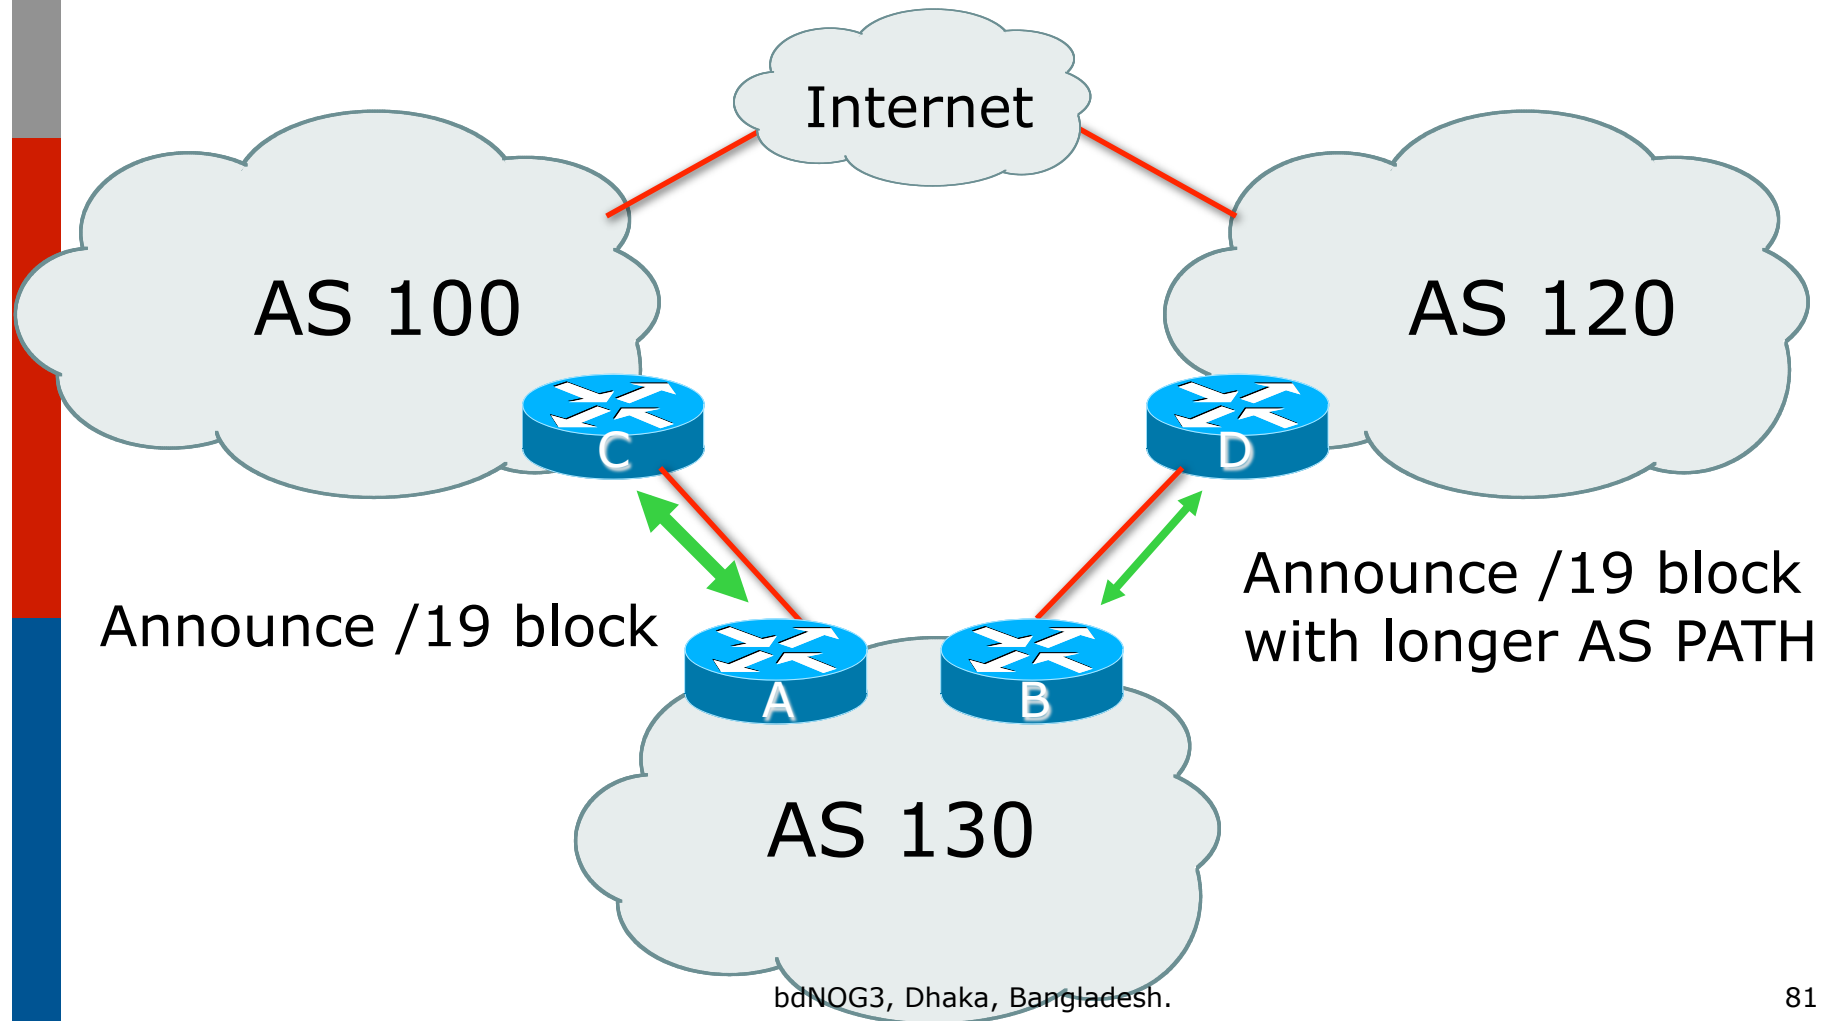 Internet
AS 100
AS 120
C
D
Announce /19 block
Announce /19 block
with longer AS PATH
A
B
AS 130
bdNOG3, Dhaka, Bangladesh.
81